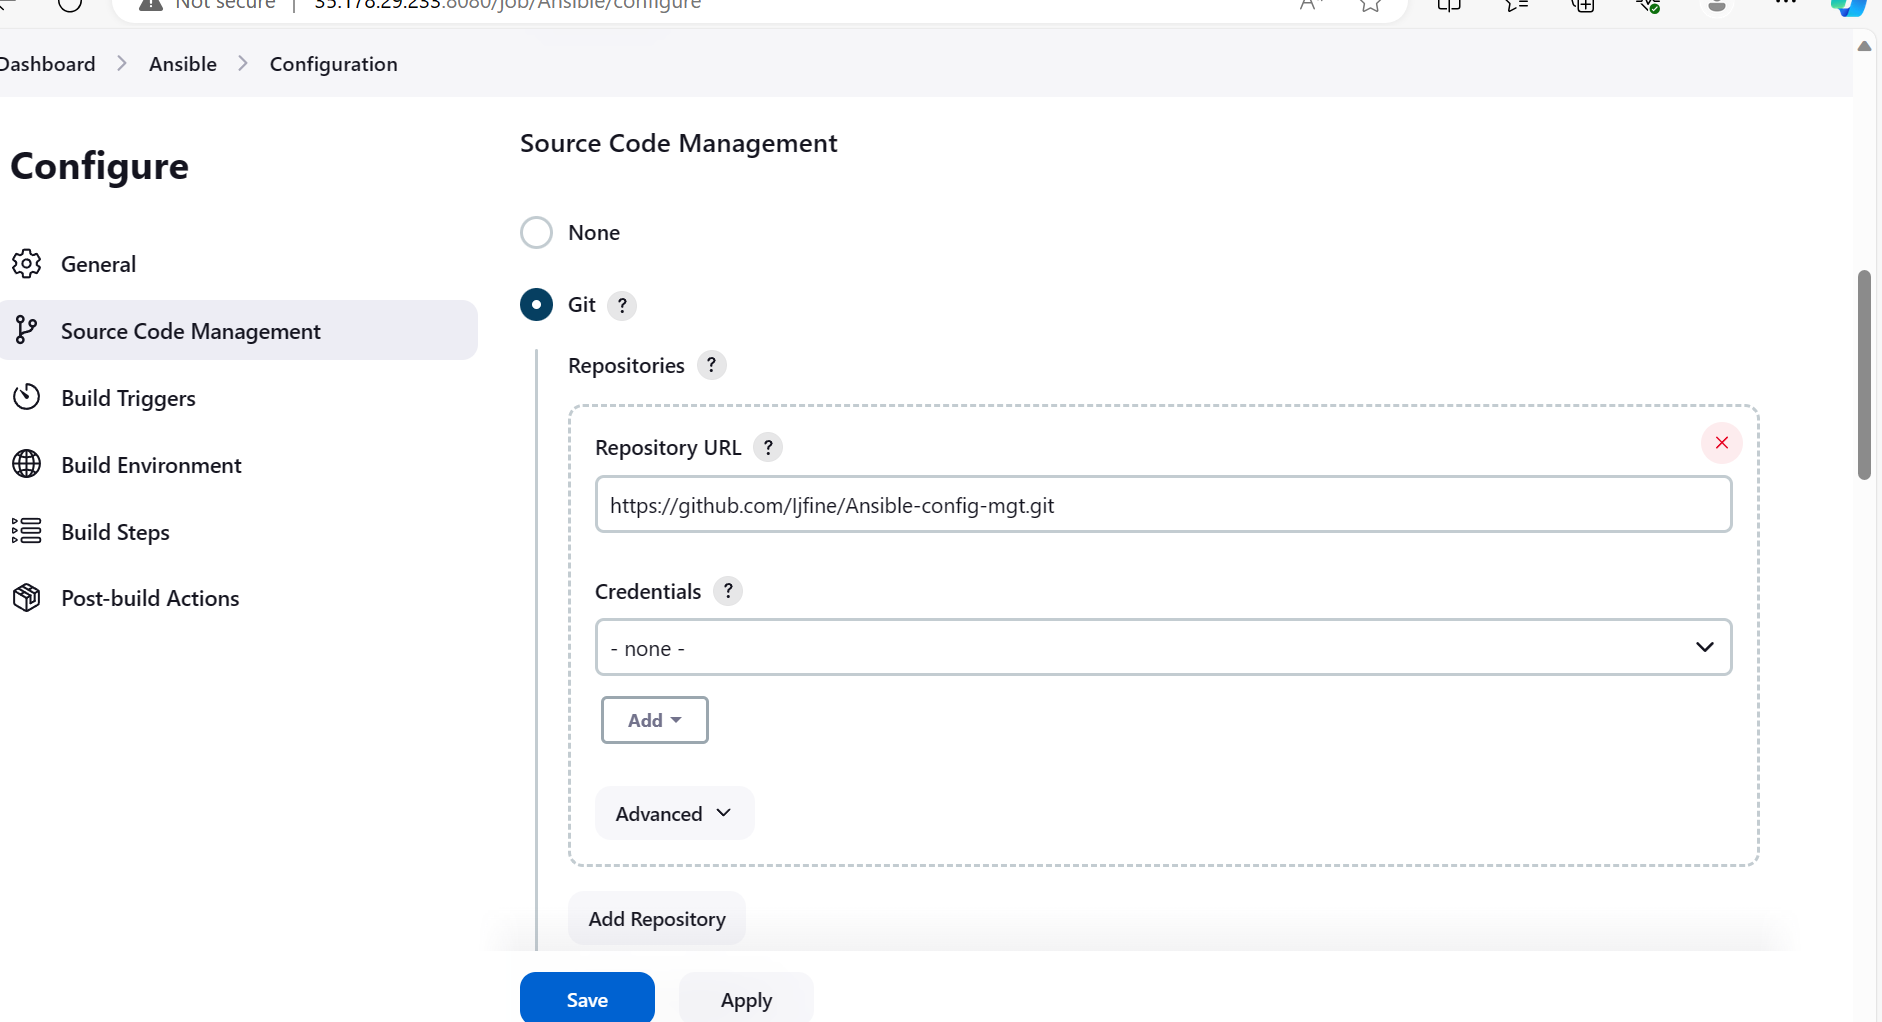 Not secure | 35.178.29.233:8080/job/Ansible/configure
Dashboard > Ansible > Configuration
Configure
General
Source Code Management
Build Triggers
Build Environment
Build Steps
Post-build Actions
Source Code Management
None
Git ?
Repositories ?
Repository URL ?
https://github.com/ljfine/Ansible-config-mgt.git
Credentials ?
- none -
Add
Advanced
Add Repository
Save
Apply